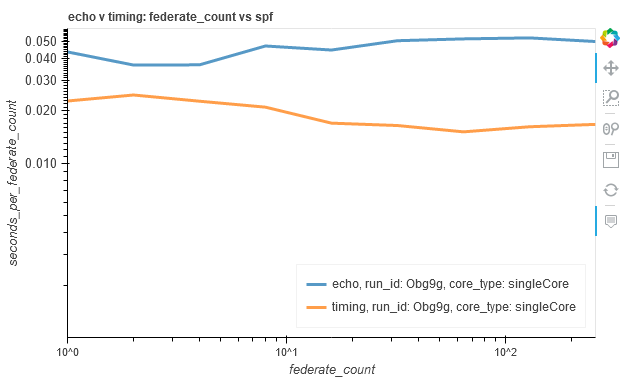 echo v timing: federate_count vs spf
0.050
0.040
0.030
0.020
0.010
seconds_per_federate_count
echo, run_id: Obg9g, core_type: singleCore
timing, run_id: Obg9g, core_type: singleCore
10^0
10^1
10^2
federate_count